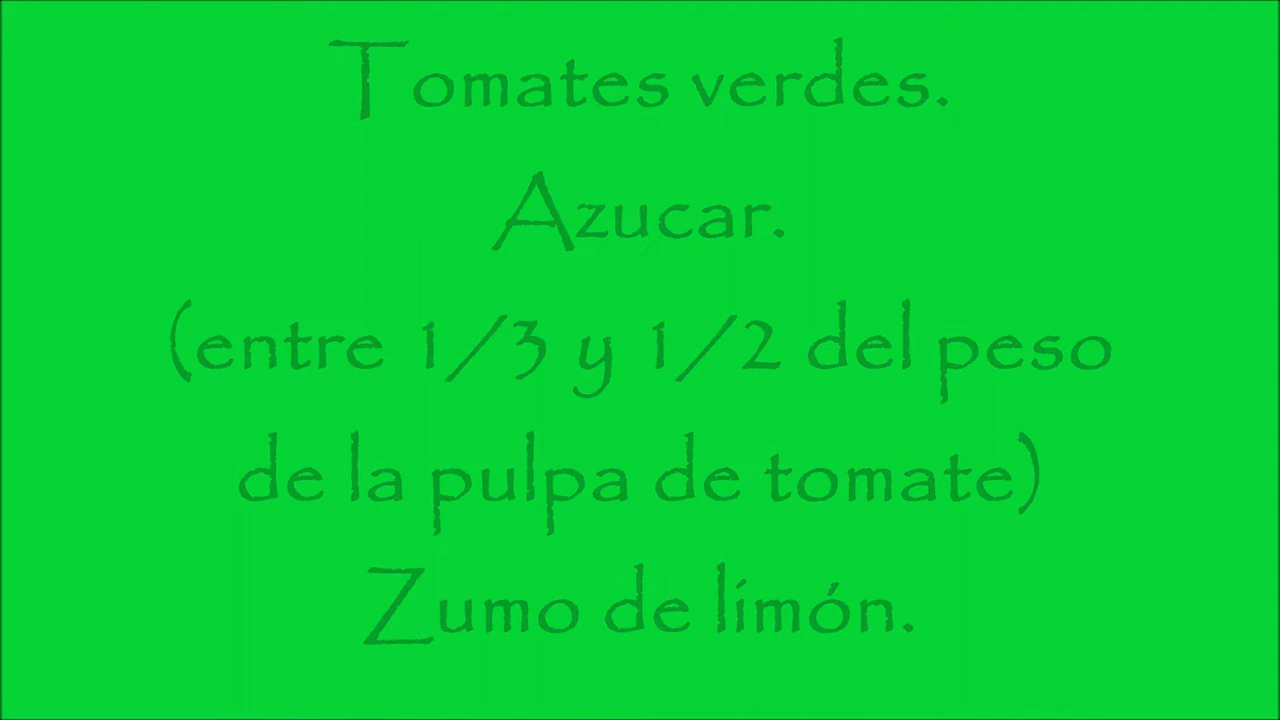 Tomates verdes.
Azucar.
(entre 1/3 y 1/2 del peso
de la pulpa de tomate)
Zumo de limón.